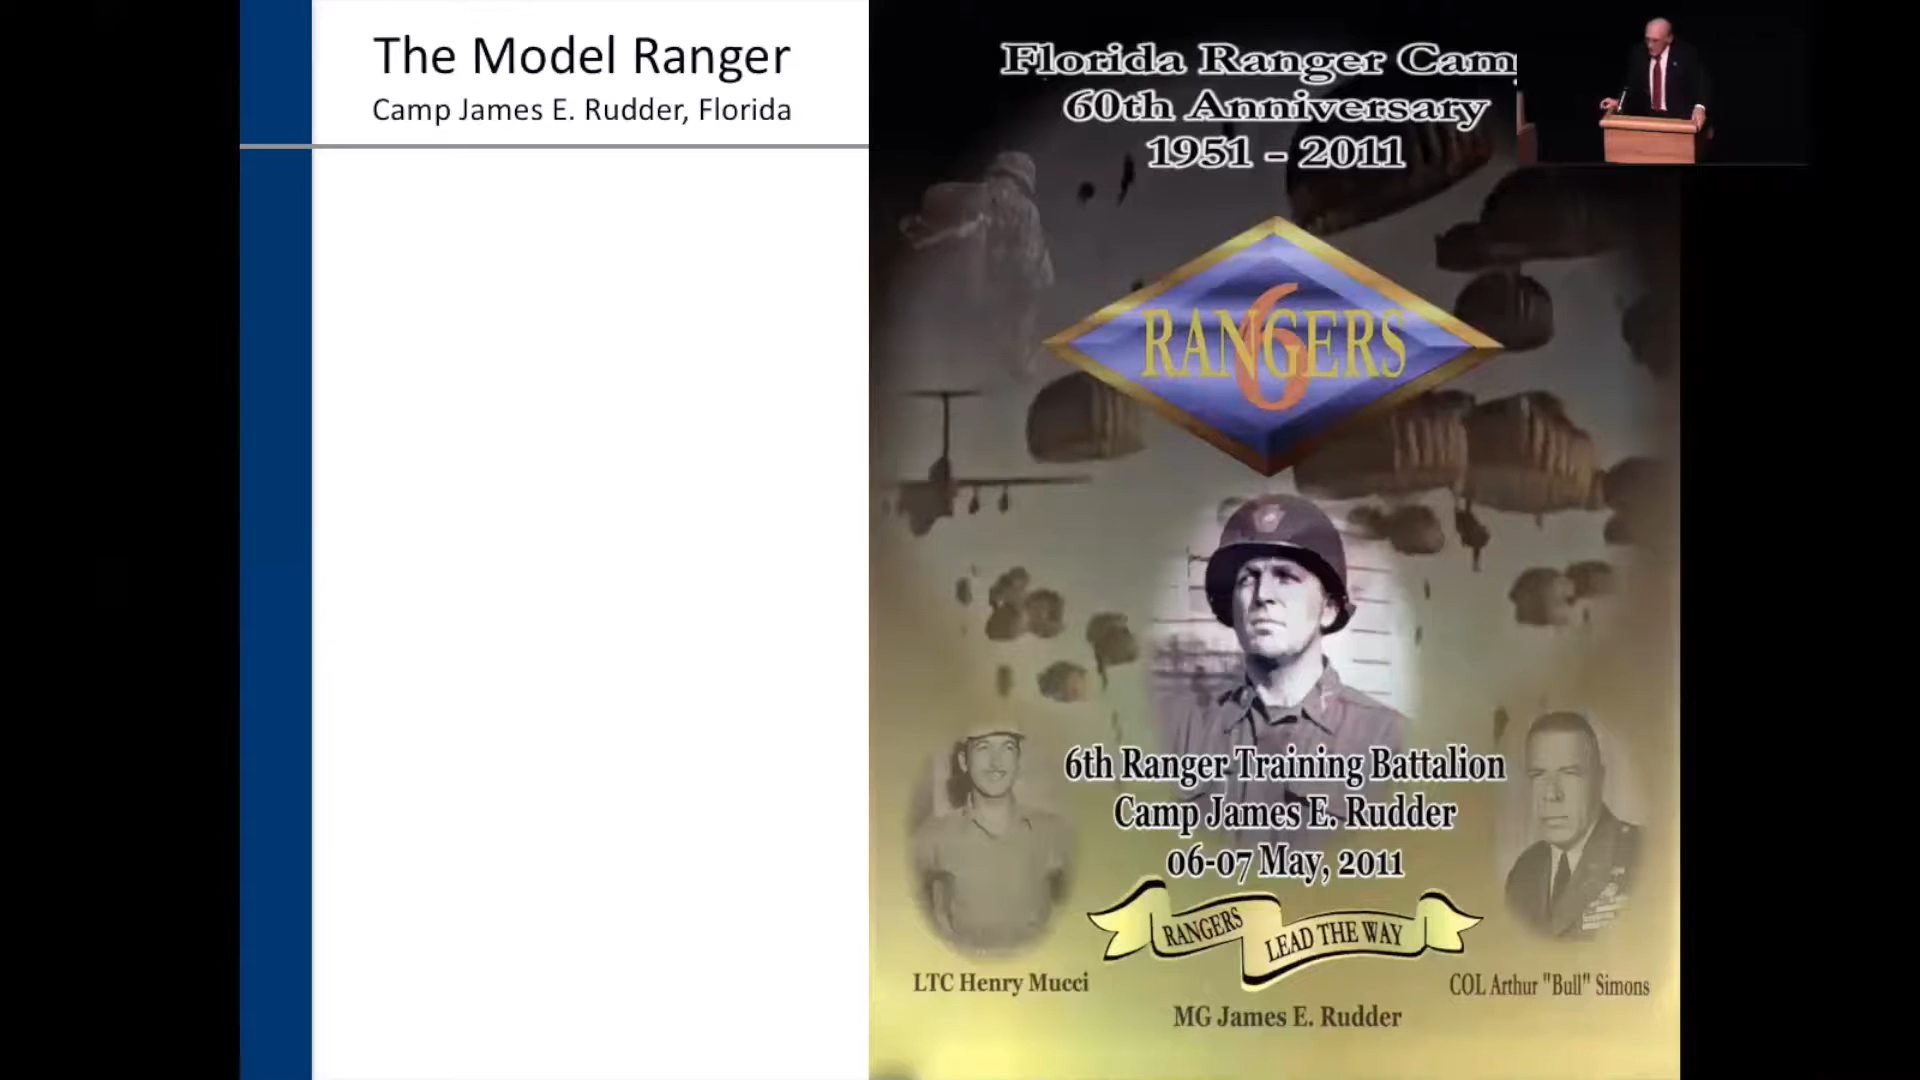 The Model Ranger
Camp James E. Rudder, Florida
Florida Ranger Cam
60th Anniversary
1951 - 2011
RANGERS
6
6th Ranger Training Battalion
Camp James E. Rudder
06-07 May, 2011
RANGERS LEAD THE WAY
LTC Henry Mucci
COL Arthur "Bull" Simons
MG James E. Rudder